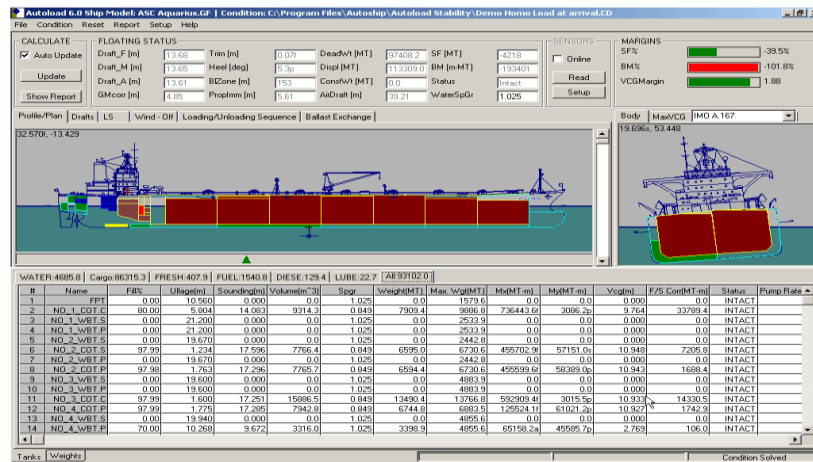 Autoload 6.0 Ship Model: ASC Aquarius.GF | Condition: C:\Program Files\Autoship\Autoload Stability\Demo Homo Load at arrival.CD
File Condition Reset Report Setup Help
CALCULATE FLOATING STATUS SENSORS MARGINS
Auto Update Draft_F [m] 13.68 Trim [m] 0.07f DeadWt [MT] 97408.2 SF [MT] -4218 Online SF% -39.5%
Draft_M [m] 13.65 Heel [deg] 5.3p Displ [MT] 113309.0 BM [m-MT] -193401 BM% -101.8%
Update Draft_A [m] 13.61 BlZone [m] 153 ConstWt [MT] 0.0 Status Intact Read VCGMargin 1.88
Show Report GMcorr [m] 4.85 PropImm [m] 5.61 AirDraft [m] 39.21 WaterSpGr 1.025 Setup
Profile/Plan Drafts LS Wind - Off Loading/Unloading Sequence Ballast Exchange Body MaxVCG IMO A.167
32.570f, -13.429 19.696s, 53.448
WATER:4685.8 Cargo:86315.3 FRESH:407.9 FUEL:1540.8 DIESE:129.4 LUBE:22.7 All:93102.0
# Name Fill% Ullage(m) Sounding(m) Volume(m^3) Spgr Weight(MT) Max. Wgt(MT) Mx(MT-m) My(MT-m) Vcg(m) F/S Corr(MT-m) Status Pump Rate
1 FPT 0.00 10.560 0.000 0.0 1.025 0.0 1579.6 0.0 0.0 0.000 0.0 INTACT
2 NO_1_COT.C 80.00 5.804 14.083 9314.3 0.849 7909.4 9886.8 736443.6f 3086.2p 9.764 33789.4 INTACT
3 NO_1_WBT.S 0.00 21.200 0.000 0.0 1.025 0.0 2533.9 0.0 0.0 0.000 0.0 INTACT
4 NO_1_WBT.P 0.00 21.200 0.000 0.0 1.025 0.0 2533.9 0.0 0.0 0.000 0.0 INTACT
5 NO_2_WBT.S 0.00 19.670 0.000 0.0 1.025 0.0 2442.8 0.0 0.0 0.000 0.0 INTACT
6 NO_2_COT.S 97.99 1.234 17.596 7766.4 0.849 6595.0 6730.6 455702.9f 57151.0s 10.948 7205.8 INTACT
7 NO_2_WBT.P 0.00 19.670 0.000 0.0 1.025 0.0 2442.8 0.0 0.0 0.000 0.0 INTACT
8 NO_2_COT.P 97.98 1.763 17.296 7765.7 0.849 6594.4 6730.6 455599.6f 58389.0p 10.943 1688.4 INTACT
9 NO_3_WBT.S 0.00 19.600 0.000 0.0 1.025 0.0 4883.9 0.0 0.0 0.000 0.0 INTACT
10 NO_3_WBT.P 0.00 19.600 0.000 0.0 1.025 0.0 4883.9 0.0 0.0 0.000 0.0 INTACT
11 NO_3_COT.C 97.99 1.600 17.251 15886.5 0.849 13490.4 13766.8 592909.4f 3015.5p 10.933 14330.5 INTACT
12 NO_4_COT.P 97.99 1.775 17.285 7942.8 0.849 6744.8 6883.5 125524.1f 61021.2p 10.927 1742.9 INTACT
13 NO_4_WBT.S 0.00 19.940 0.000 0.0 1.025 0.0 4855.6 0.0 0.0 0.000 0.0 INTACT
14 NO_4_WBT.P 70.00 10.268 9.672 3316.0 1.025 3398.9 4855.6 65158.2a 45585.7p 2.769 106.0 INTACT
Tanks Weights Condition Solved